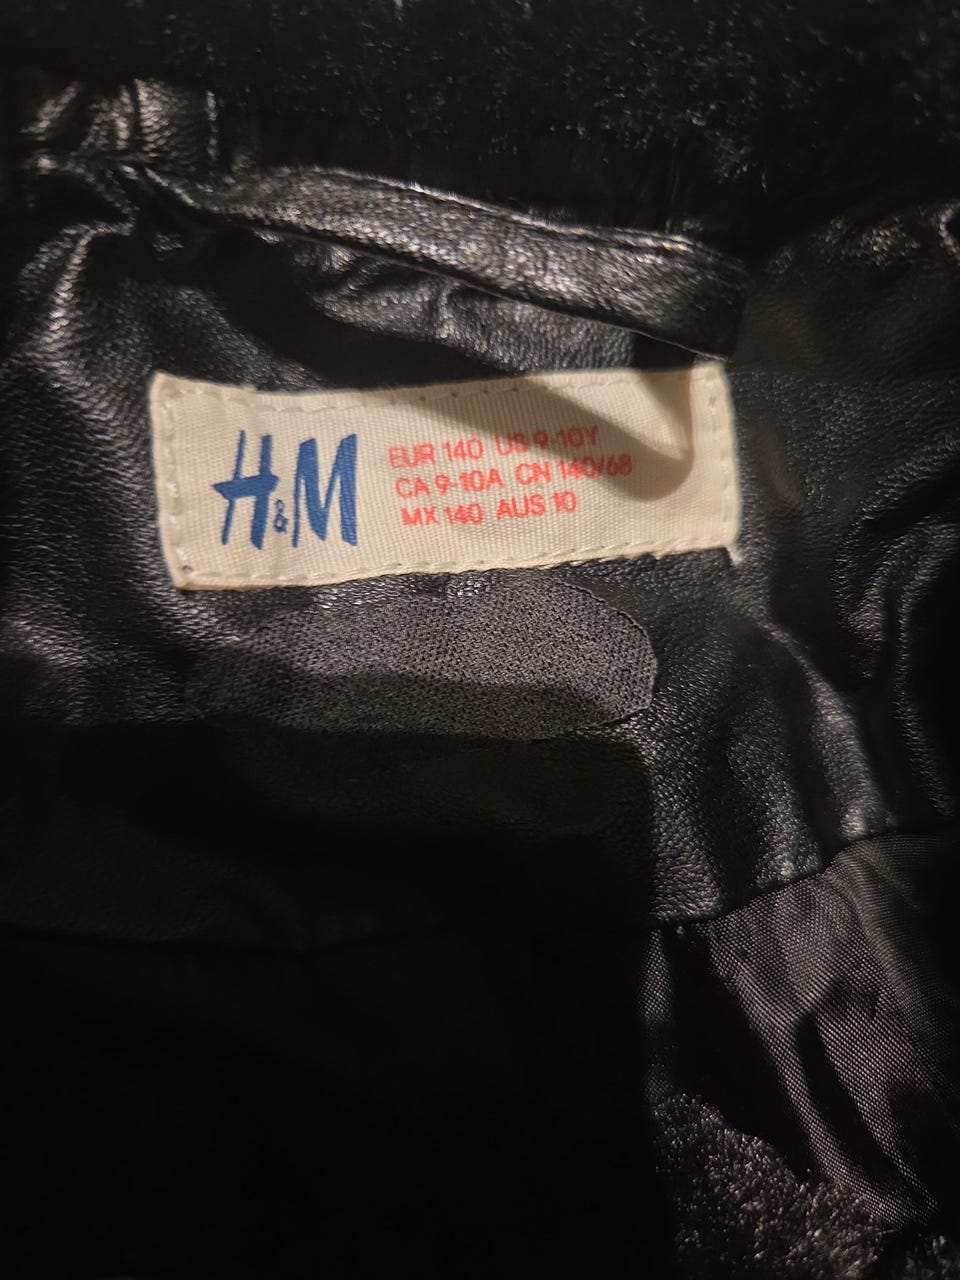 H&M
EUR 140 US 9-10Y
CA 9-10A CN 140/68
MX 140 AUS 10